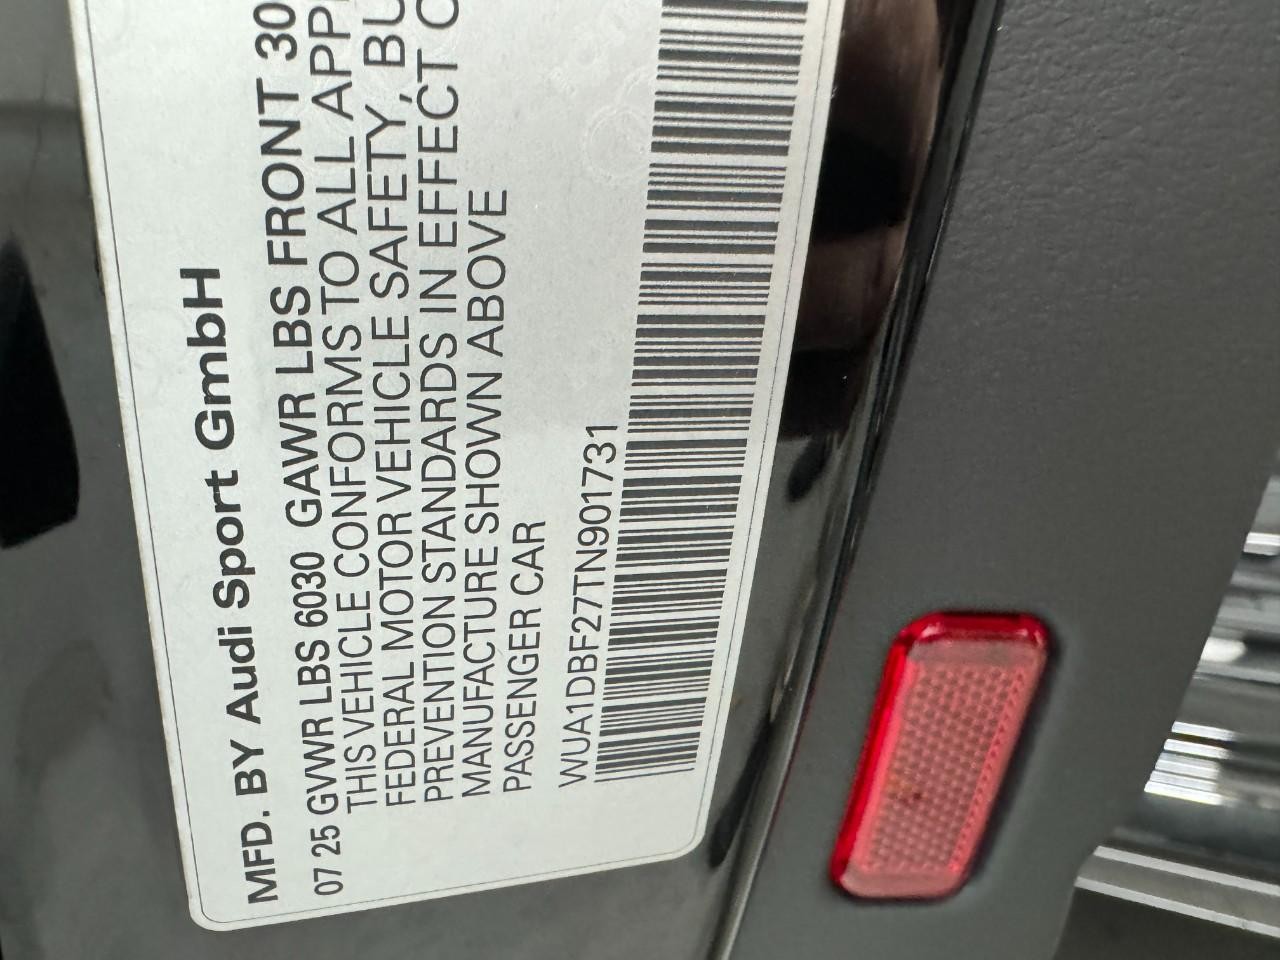 MFD. BY Audi Sport GmbH
07 25 GVWR LBS 6030 GAWR LBS FRONT 30
THIS VEHICLE CONFORMS TO ALL APP
FEDERAL MOTOR VEHICLE SAFETY, BU
PREVENTION STANDARDS IN EFFECT O
MANUFACTURE SHOWN ABOVE
PASSENGER CAR
WUA1DBF27TN901731